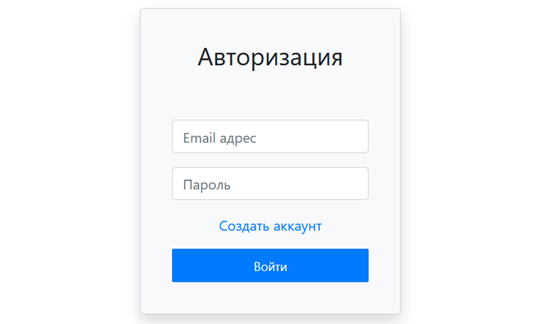 Авторизация
Email адрес
Пароль
Создать аккаунт
Войти